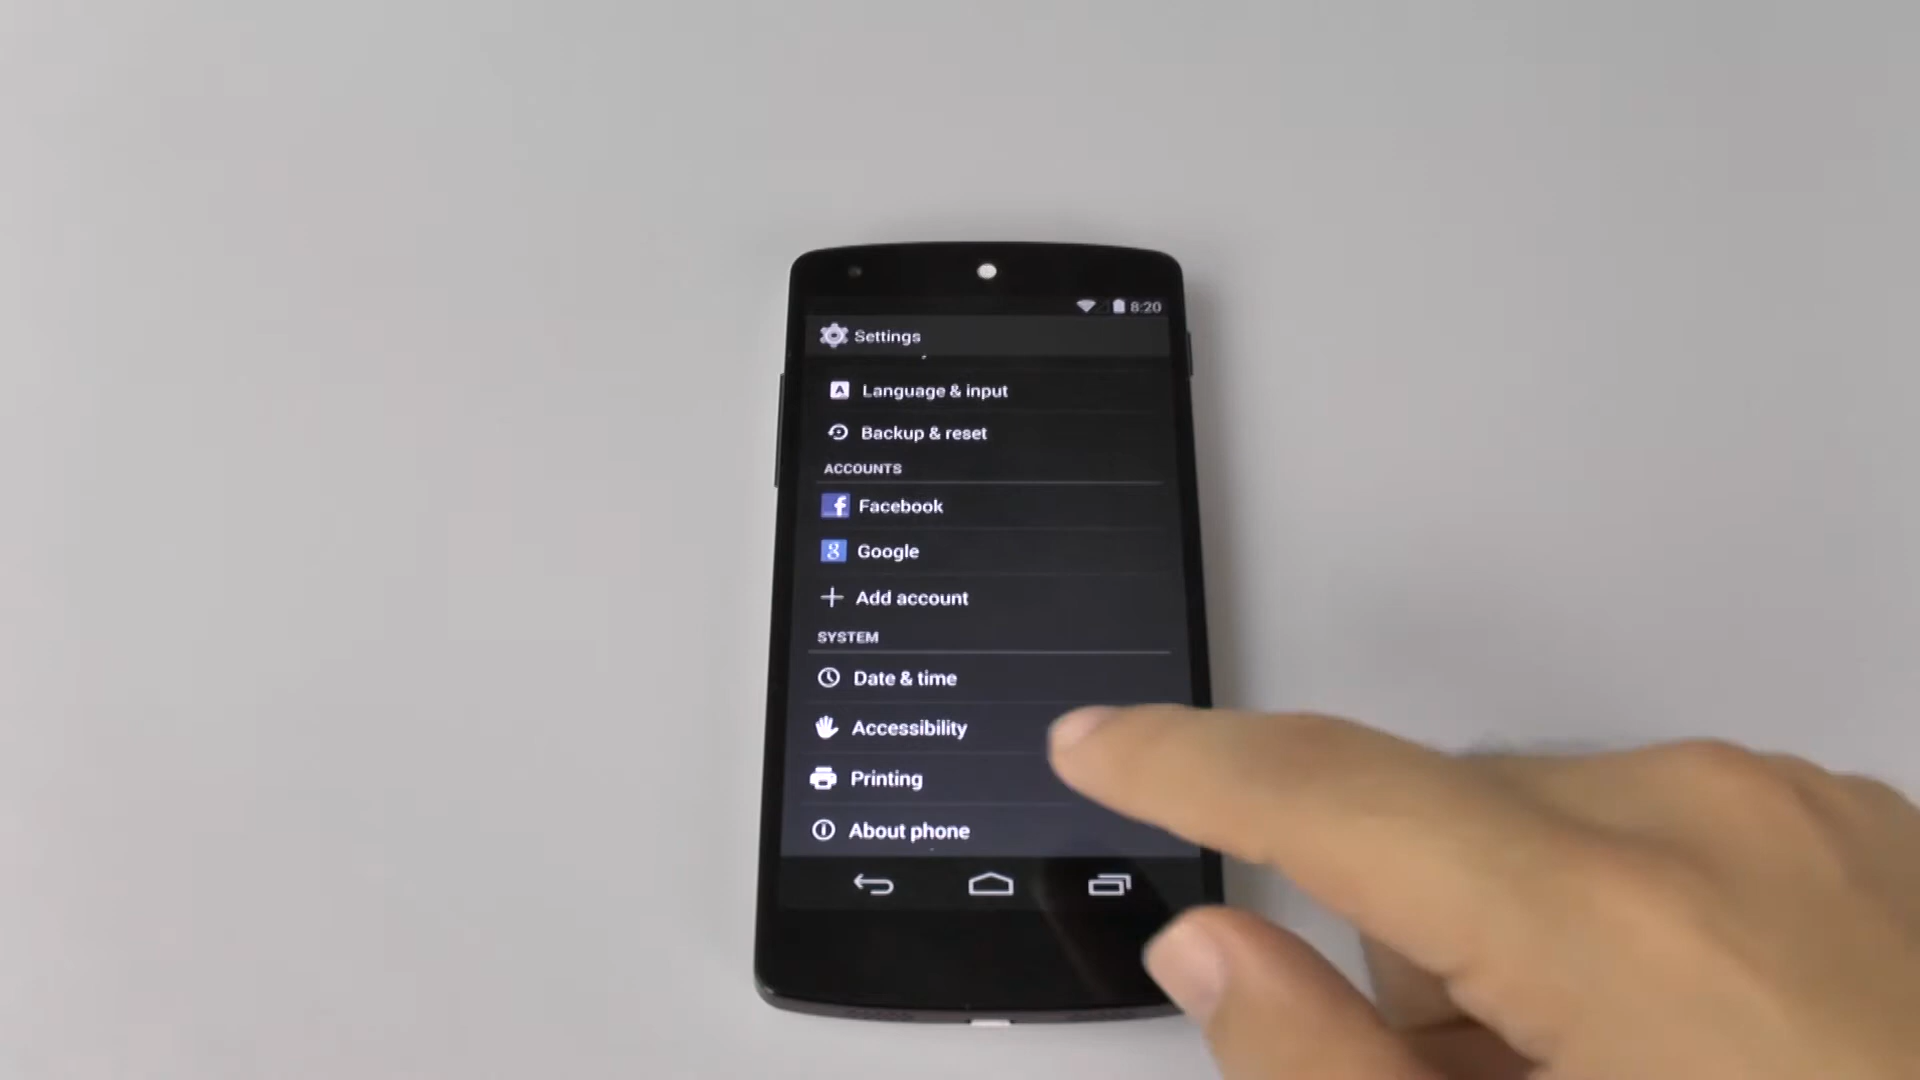 8:20
Settings
Language & input
Backup & reset
ACCOUNTS
Facebook
Google
Add account
SYSTEM
Date & time
Accessibility
Printing
About phone